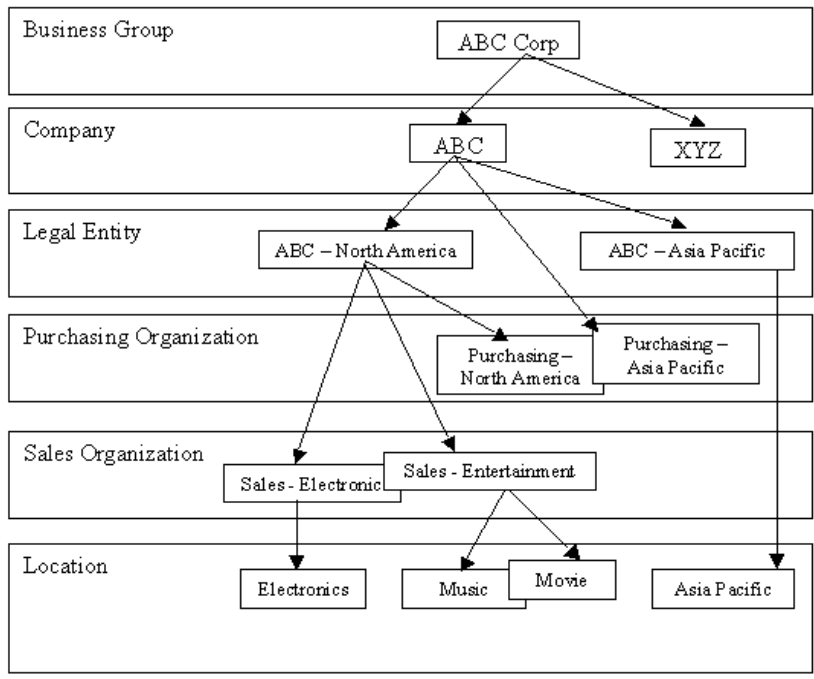 Business Group
ABC Corp
Company
ABC
XYZ
Legal Entity
ABC – North America
ABC – Asia Pacific
Purchasing Organization
Purchasing –
North America
Purchasing –
Asia Pacific
Sales Organization
Sales - Electronic
Sales - Entertainment
Location
Electronics
Music
Movie
Asia Pacific